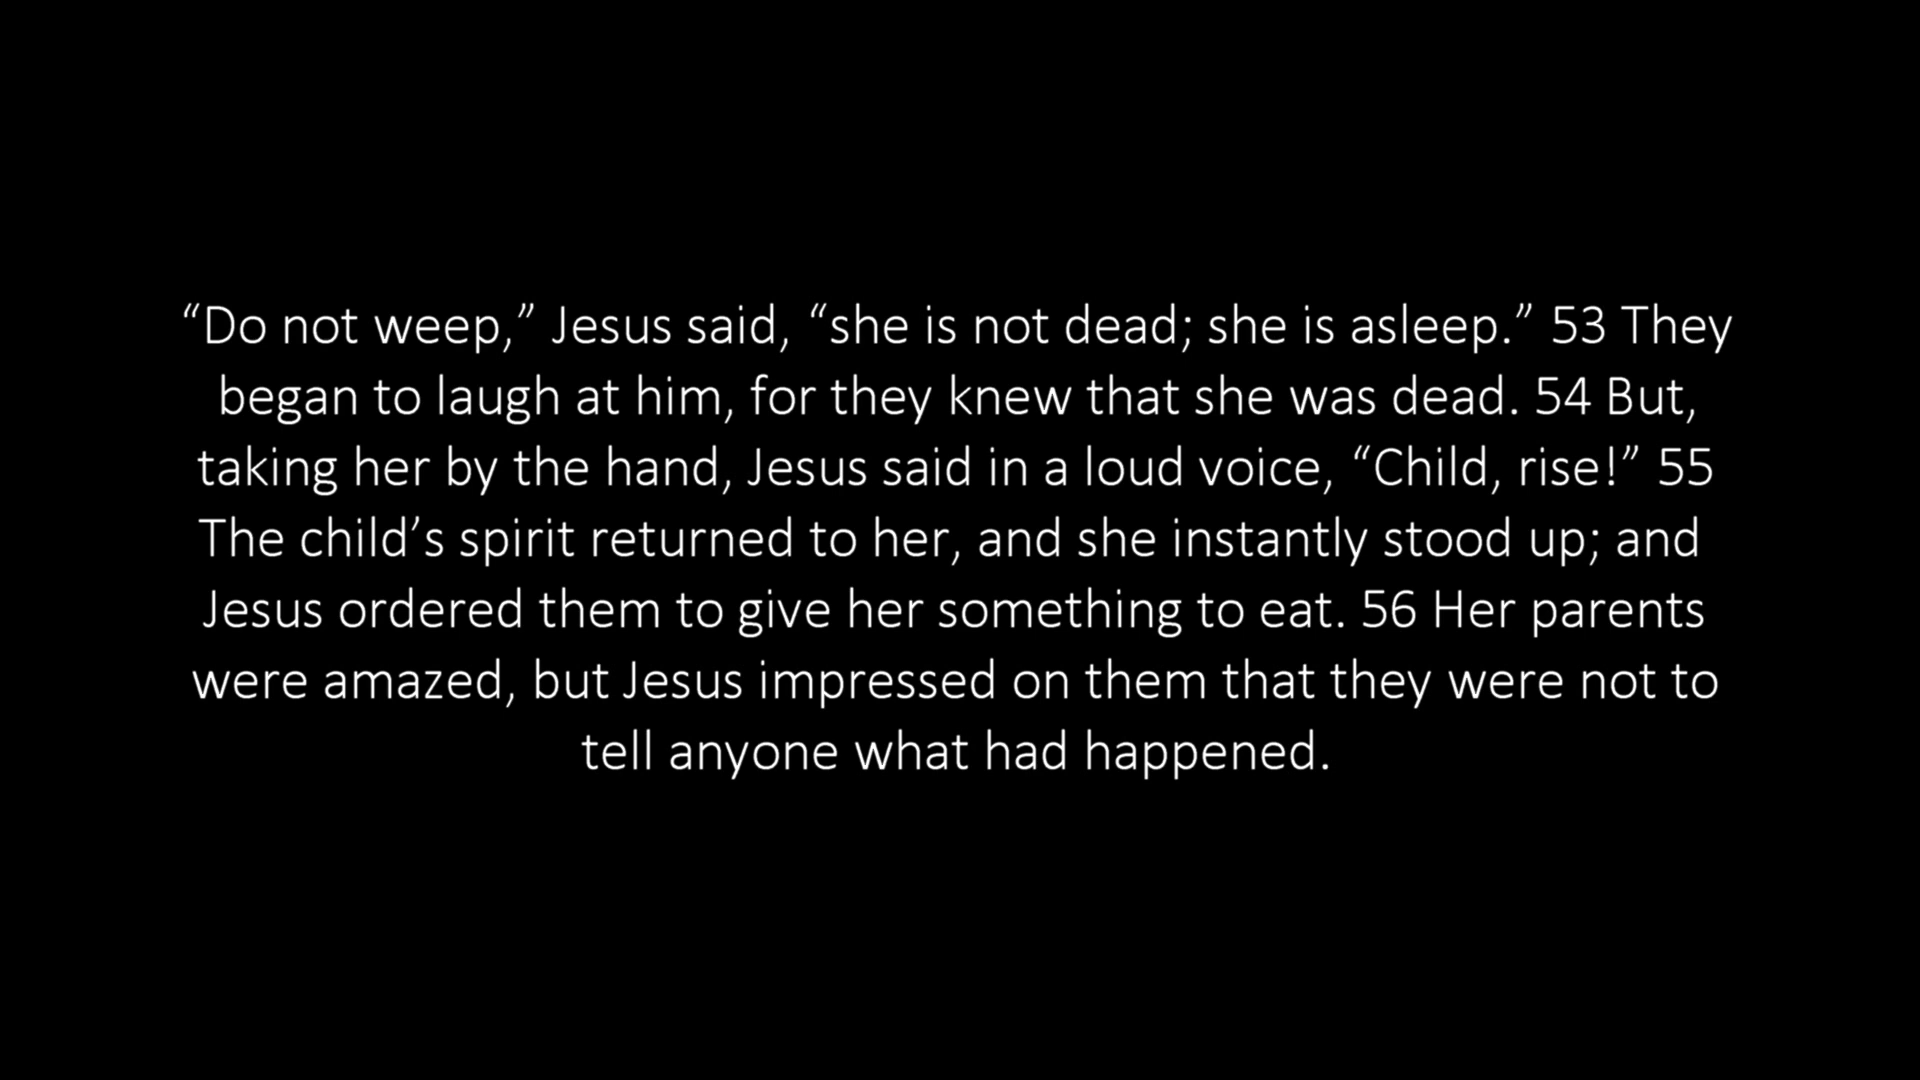 “Do not weep,” Jesus said, “she is not dead; she is asleep.” 53 They
began to laugh at him, for they knew that she was dead. 54 But,
taking her by the hand, Jesus said in a loud voice, “Child, rise!” 55
The child’s spirit returned to her, and she instantly stood up; and
Jesus ordered them to give her something to eat. 56 Her parents
were amazed, but Jesus impressed on them that they were not to
tell anyone what had happened.